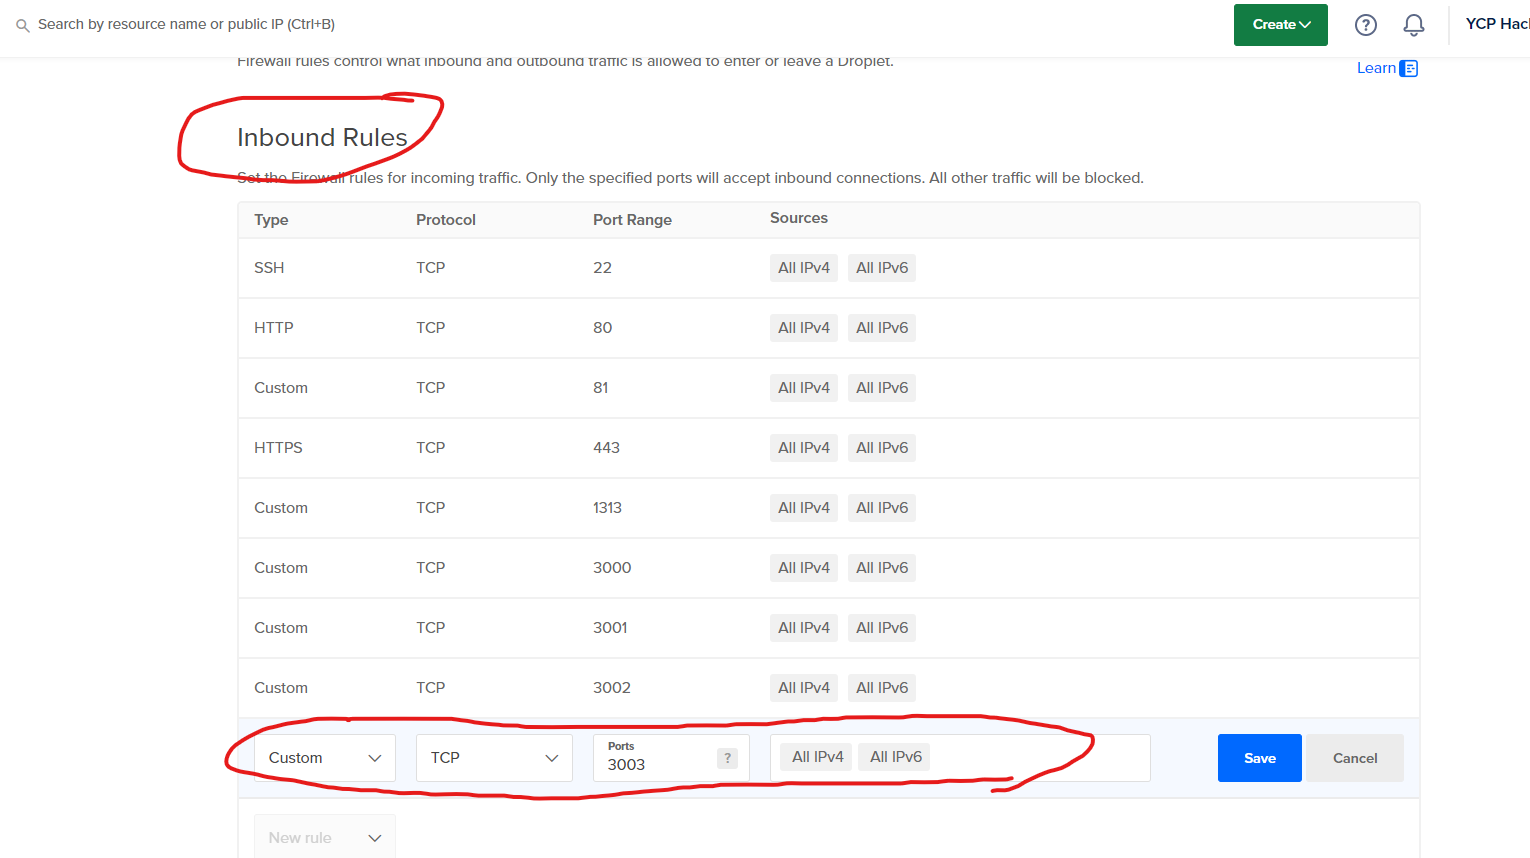 Search by resource name or public IP (Ctrl+B)
Create
YCP Hacl
Firewall rules control what inbound and outbound traffic is allowed to enter or leave a Droplet.
Learn
Inbound Rules
Set the Firewall rules for incoming traffic. Only the specified ports will accept inbound connections. All other traffic will be blocked.
Type Protocol Port Range Sources
SSH TCP 22 All IPv4 All IPv6
HTTP TCP 80 All IPv4 All IPv6
Custom TCP 81 All IPv4 All IPv6
HTTPS TCP 443 All IPv4 All IPv6
Custom TCP 1313 All IPv4 All IPv6
Custom TCP 3000 All IPv4 All IPv6
Custom TCP 3001 All IPv4 All IPv6
Custom TCP 3002 All IPv4 All IPv6
Ports
Custom TCP 3003 ? All IPv4 All IPv6 Save Cancel
New rule